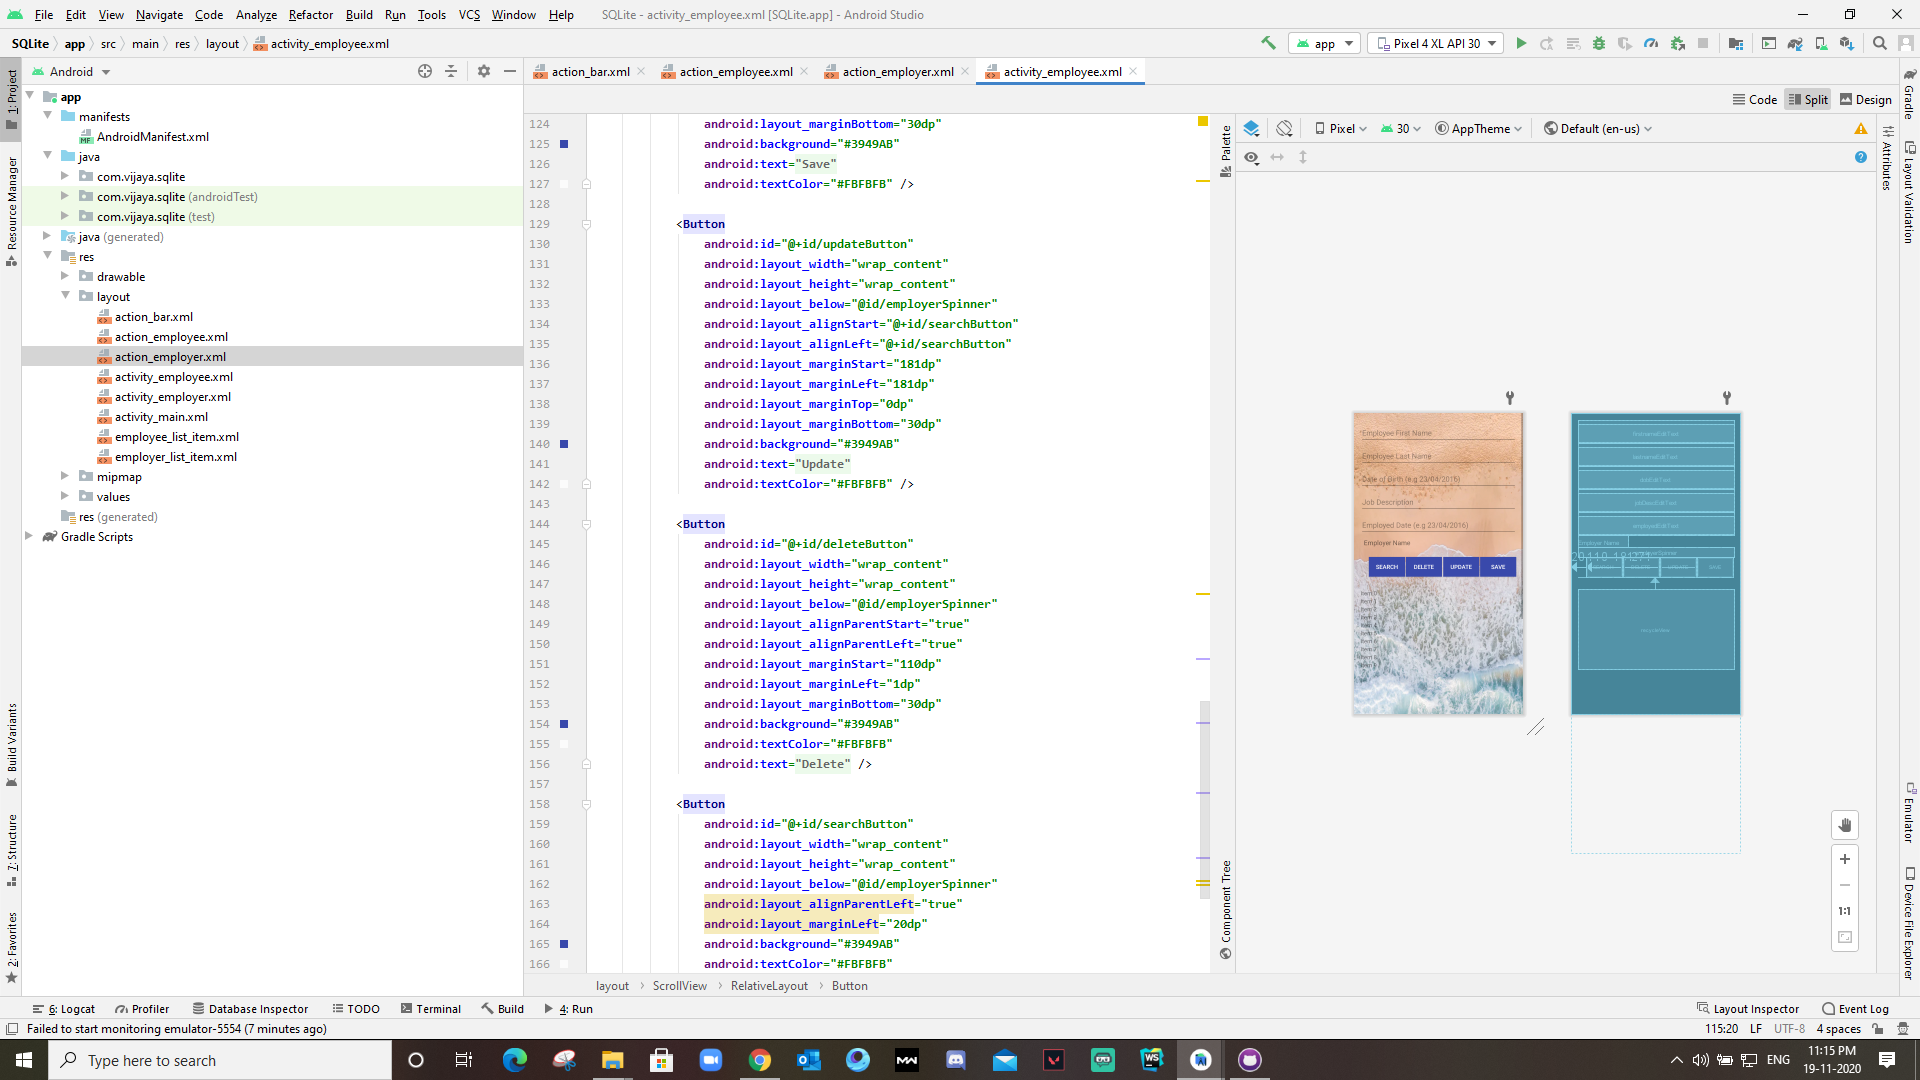 File Edit View Navigate Code Analyze Refactor Build Run Tools VCS Window Help SQLite - activity_employee.xml [SQLite.app] - Android Studio
SQLite app src main res layout activity_employee.xml
app Pixel 4 XL API 30
Android
action_bar.xml action_employee.xml action_employer.xml activity_employee.xml
Code Split Design
Pixel 30 AppTheme Default (en-us)
1: Project
Resource Manager
Build Variants
7: Structure
2: Favorites
app
manifests
AndroidManifest.xml
java
com.vijaya.sqlite
com.vijaya.sqlite (androidTest)
com.vijaya.sqlite (test)
java (generated)
res
drawable
layout
action_bar.xml
action_employee.xml
action_employer.xml
activity_employee.xml
activity_employer.xml
activity_main.xml
employee_list_item.xml
employer_list_item.xml
mipmap
values
res (generated)
Gradle Scripts
124 android:layout_marginBottom="30dp"
125 android:background="#3949AB"
126 android:text="Save"
127 android:textColor="#FBFBFB" />
128
129 <Button
130 android:id="@+id/updateButton"
131 android:layout_width="wrap_content"
132 android:layout_height="wrap_content"
133 android:layout_below="@id/employerSpinner"
134 android:layout_alignStart="@+id/searchButton"
135 android:layout_alignLeft="@+id/searchButton"
136 android:layout_marginStart="181dp"
137 android:layout_marginLeft="181dp"
138 android:layout_marginTop="0dp"
139 android:layout_marginBottom="30dp"
140 android:background="#3949AB"
141 android:text="Update"
142 android:textColor="#FBFBFB" />
143
144 <Button
145 android:id="@+id/deleteButton"
146 android:layout_width="wrap_content"
147 android:layout_height="wrap_content"
148 android:layout_below="@id/employerSpinner"
149 android:layout_alignParentStart="true"
150 android:layout_alignParentLeft="true"
151 android:layout_marginStart="110dp"
152 android:layout_marginLeft="1dp"
153 android:layout_marginBottom="30dp"
154 android:background="#3949AB"
155 android:textColor="#FBFBFB"
156 android:text="Delete" />
157
158 <Button
159 android:id="@+id/searchButton"
160 android:layout_width="wrap_content"
161 android:layout_height="wrap_content"
162 android:layout_below="@id/employerSpinner"
163 android:layout_alignParentLeft="true"
164 android:layout_marginLeft="20dp"
165 android:background="#3949AB"
166 android:textColor="#FBFBFB"
layout ScrollView RelativeLayout Button
Palette
Component Tree
Employee First Name
Employee Last Name
Date of Birth (e.g 23/04/2016)
Job Description
Employed Date (e.g 23/04/2016)
Employer Name
SEARCH DELETE UPDATE SAVE
Employer Name
1:1
Gradle
Attributes
Layout Validation
Emulator
Device File Explorer
6: Logcat Profiler Database Inspector TODO Terminal Build 4: Run Layout Inspector Event Log
Failed to start monitoring emulator-5554 (7 minutes ago) 115:20 LF UTF-8 4 spaces
Type here to search
ENG
11:15 PM
19-11-2020